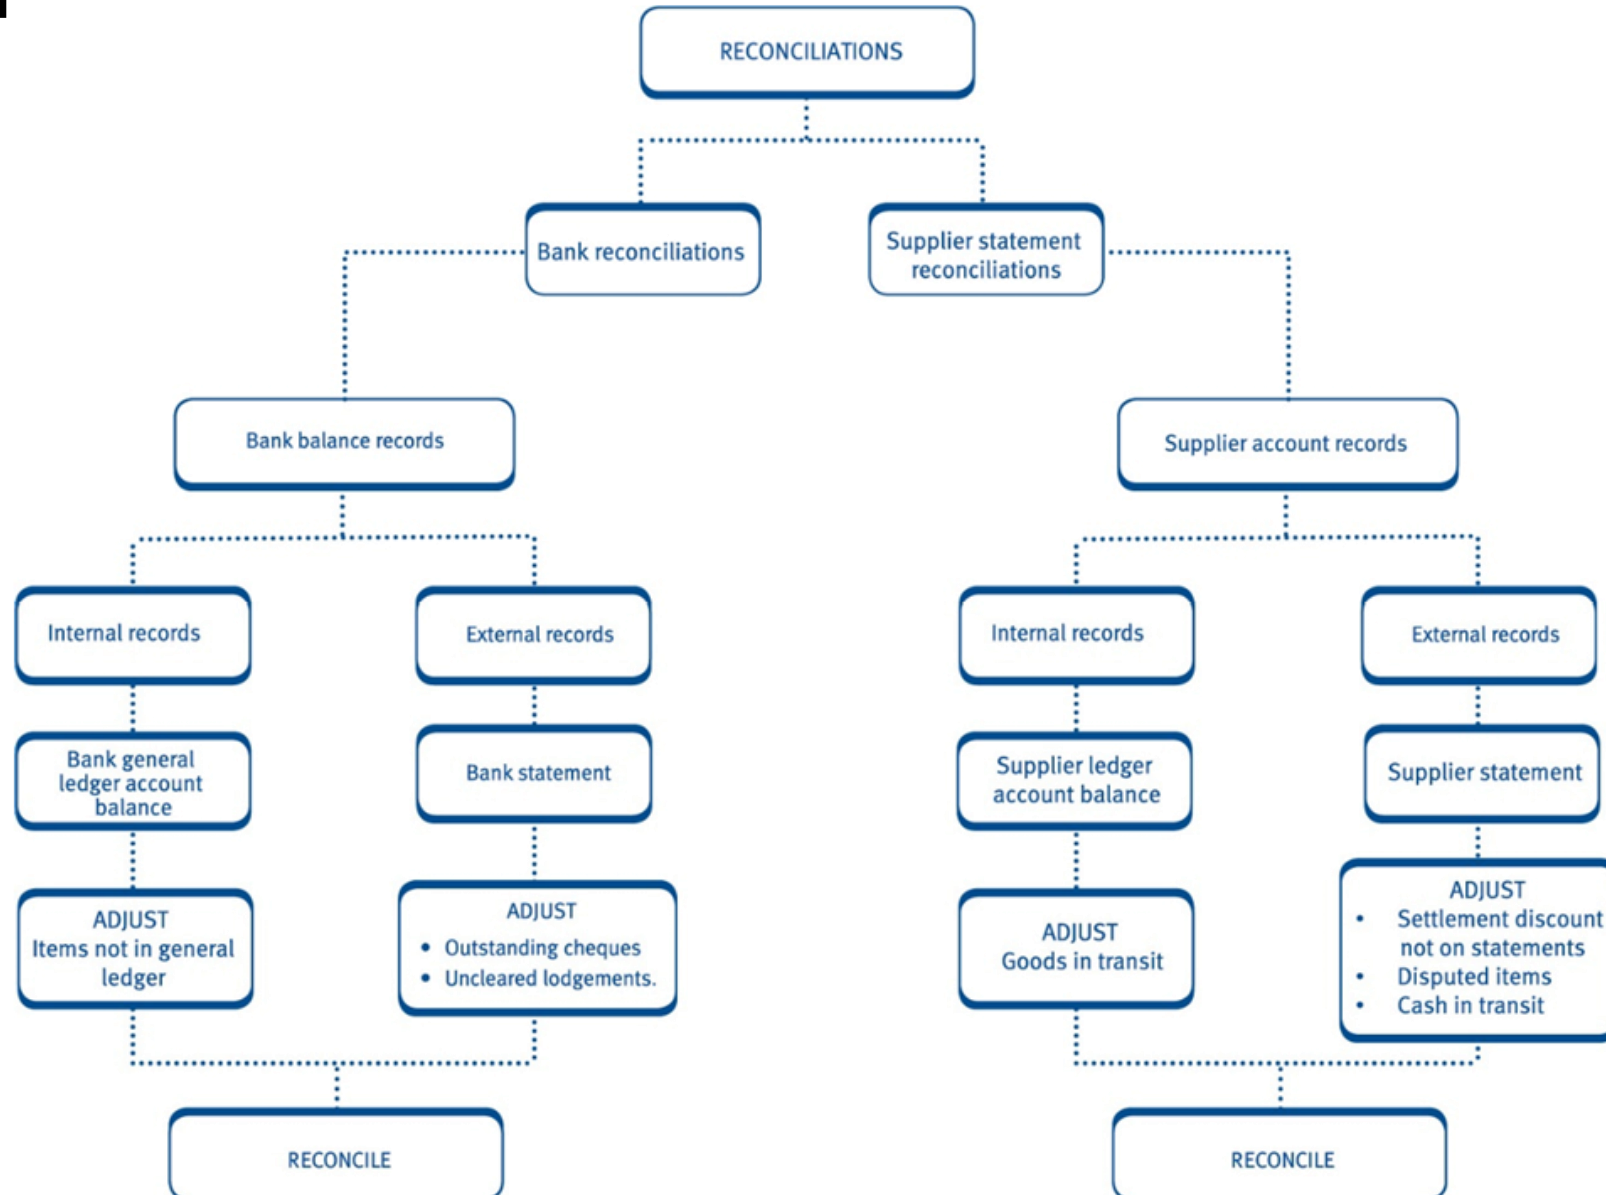 RECONCILIATIONS
Bank reconciliations
Supplier statement
reconciliations
Bank balance records
Supplier account records
Internal records
External records
Internal records
External records
Bank general
ledger account
balance
Bank statement
Supplier ledger
account balance
Supplier statement
ADJUST
Items not in general
ledger
ADJUST
• Outstanding cheques
• Uncleared lodgements.
ADJUST
Goods in transit
ADJUST
• Settlement discount
not on statements
• Disputed items
• Cash in transit
RECONCILE
RECONCILE